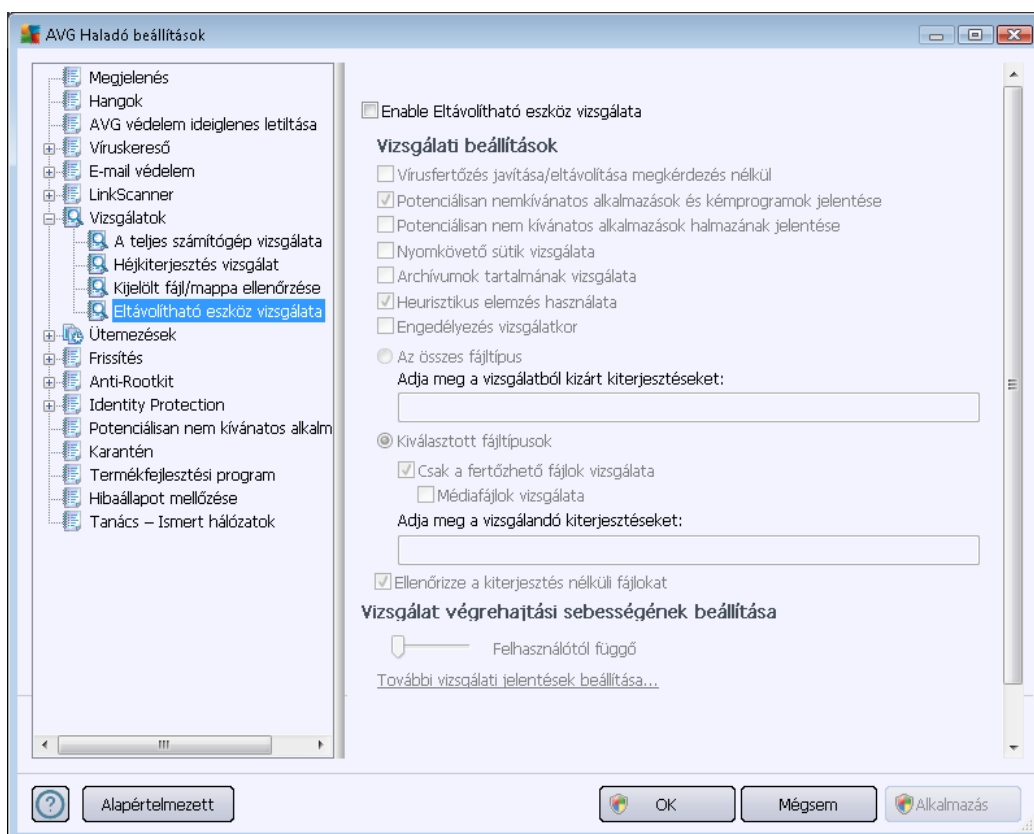 AVG Haladó beállítások
Megjelenés
Hangok
AVG védelem ideiglenes letiltása
Víruskereső
E-mail védelem
LinkScanner
Vizsgálatok
A teljes számítógép vizsgálata
Héjkiterjesztés vizsgálat
Kijelölt fájl/mappa ellenőrzése
Eltávolítható eszköz vizsgálata
Ütemezések
Frissítés
Anti-Rootkit
Identity Protection
Potenciálisan nem kívánatos alkalm
Karantén
Termékfejlesztési program
Hibaállapot mellőzése
Tanács – Ismert hálózatok
Enable Eltávolítható eszköz vizsgálata
Vizsgálati beállítások
Vírusfertőzés javítása/eltávolítása megkérdezés nélkül
Potenciálisan nemkívánatos alkalmazások és kémprogramok jelentése
Potenciálisan nem kívánatos alkalmazások halmazának jelentése
Nyomkövető sütik vizsgálata
Archívumok tartalmának vizsgálata
Heurisztikus elemzés használata
Engedélyezés vizsgálatkor
Az összes fájltípus
Adja meg a vizsgálatból kizárt kiterjesztéseket:
Kiválasztott fájltípusok
Csak a fertőzhető fájlok vizsgálata
Médiafájlok vizsgálata
Adja meg a vizsgálandó kiterjesztéseket:
Ellenőrizze a kiterjesztés nélküli fájlokat
Vizsgálat végrehajtási sebességének beállítása
Felhasználótól függő
További vizsgálati jelentések beállítása...
Alapértelmezett
OK
Mégsem
Alkalmazás